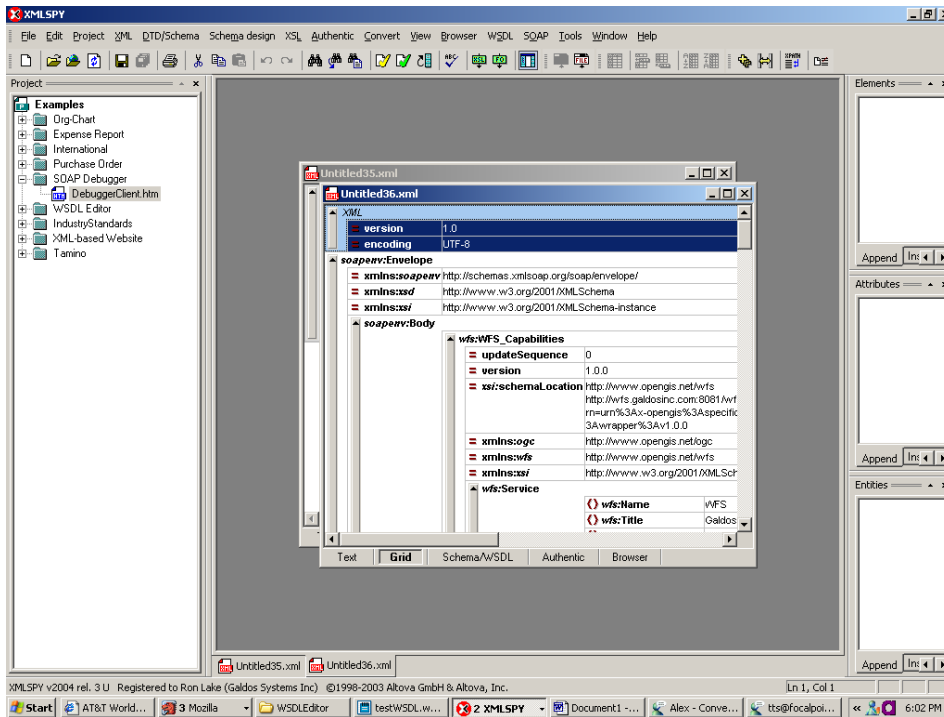 XMLSPY
File Edit Project XML DTD/Schema Schema design XSL Authentic Convert View Browser WSDL SOAP Tools Window Help
Project
Examples
Org-Chart
Expense Report
International
Purchase Order
SOAP Debugger
DebuggerClient.htm
WSDL Editor
IndustryStandards
XML-based Website
Tamino
Untitled35.xml
Untitled36.xml
XML
version 1.0
encoding UTF-8
soapenv:Envelope
xmlns:soapenv http://schemas.xmlsoap.org/soap/envelope/
xmlns:xsd http://www.w3.org/2001/XMLSchema
xmlns:xsi http://www.w3.org/2001/XMLSchema-instance
soapenv:Body
wfs:WFS_Capabilities
updateSequence 0
version 1.0.0
xsi:schemaLocation http://www.opengis.net/wfs
http://wfs.galdosinc.com:8081/wf
rn=urn%3Ax-opengis%3Aspecific
3Awrapper%3Av1.0.0
xmlns:ogc http://www.opengis.net/ogc
xmlns:wfs http://www.opengis.net/wfs
xmlns:xsi http://www.w3.org/2001/XMLSch
wfs:Service
wfs:Name WFS
wfs:Title Galdos
Text Grid Schema/WSDL Authentic Browser
Elements
Append
Attributes
Append
Entities
Append
Untitled35.xml Untitled36.xml
XMLSPY v2004 rel. 3 U Registered to Ron Lake (Galdos Systems Inc) ©1998-2003 Altova GmbH & Altova, Inc. Ln 1, Col 1
Start AT&T World... 3 Mozilla WSDLEditor testWSDL.w... 2 XMLSPY Document1 -... Alex - Conve... tts@focalpoi... « 6:02 PM